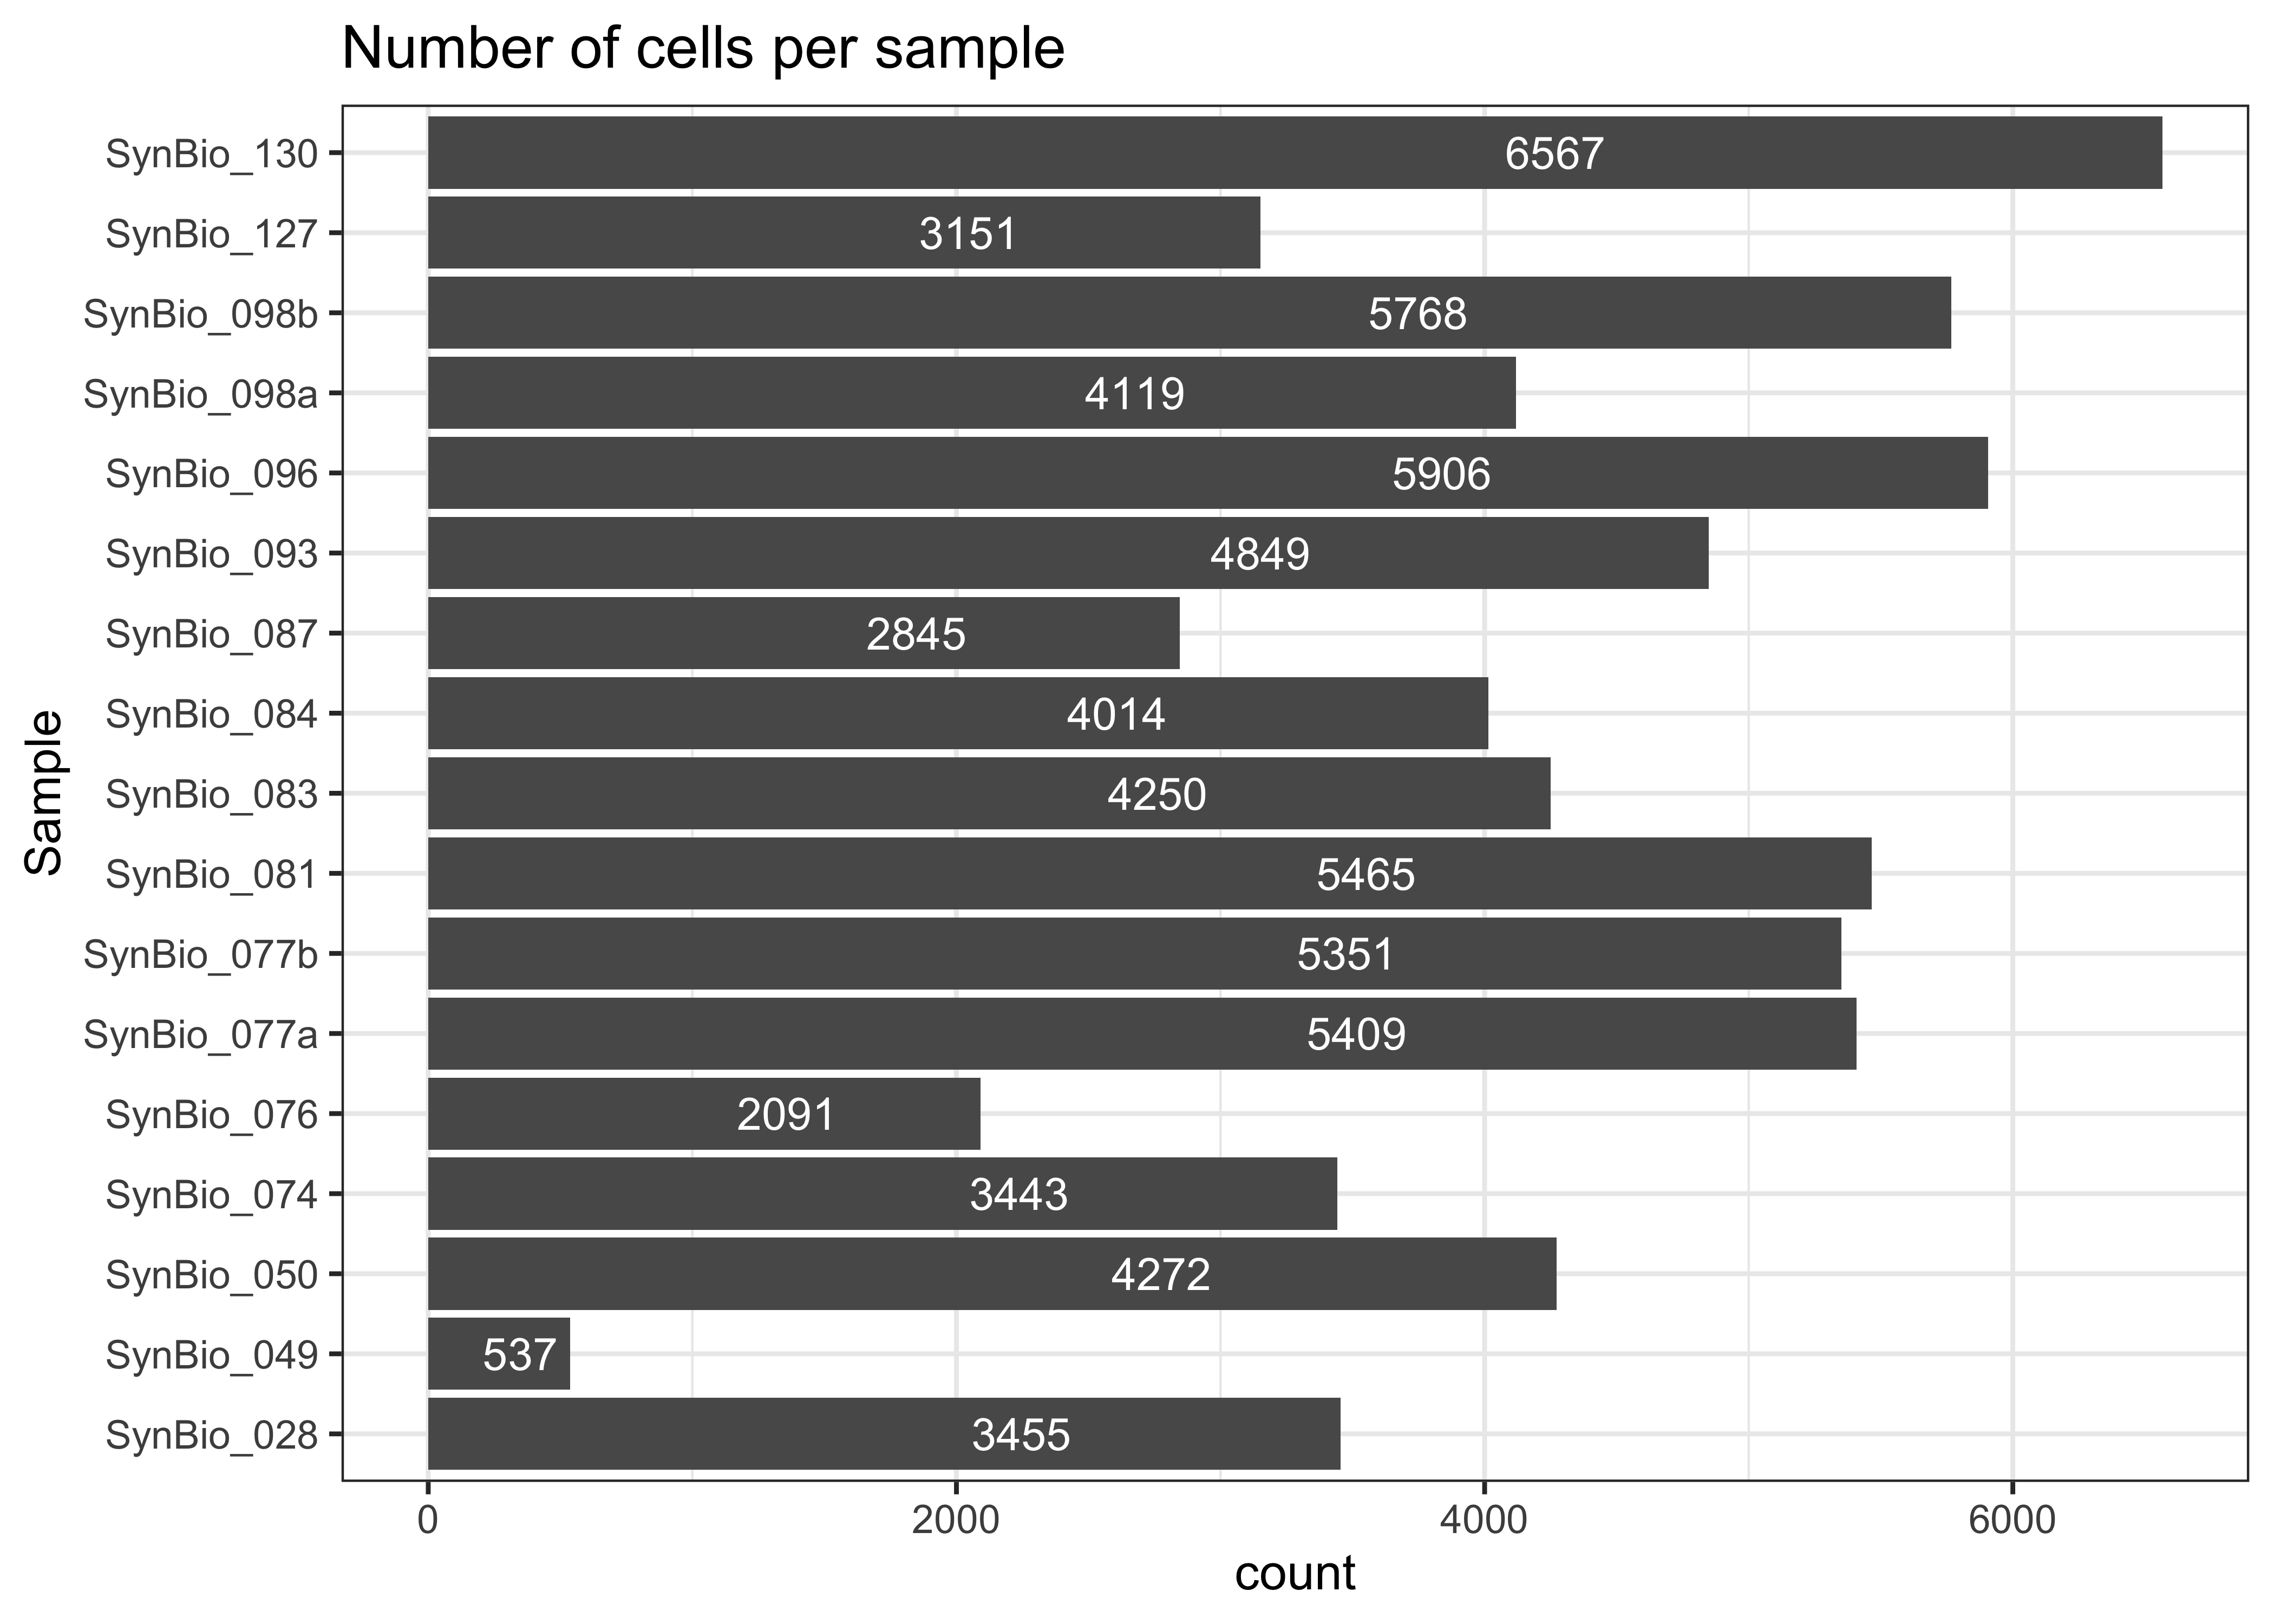 Number of cells per sample
SynBio_130 6567
SynBio_127 3151
SynBio_098b 5768
SynBio_098a 4119
SynBio_096 5906
SynBio_093 4849
SynBio_087 2845
SynBio_084 4014
SynBio_083 4250
SynBio_081 5465
SynBio_077b 5351
SynBio_077a 5409
SynBio_076 2091
SynBio_074 3443
SynBio_050 4272
SynBio_049 537
SynBio_028 3455
Sample
0 2000 4000 6000
count